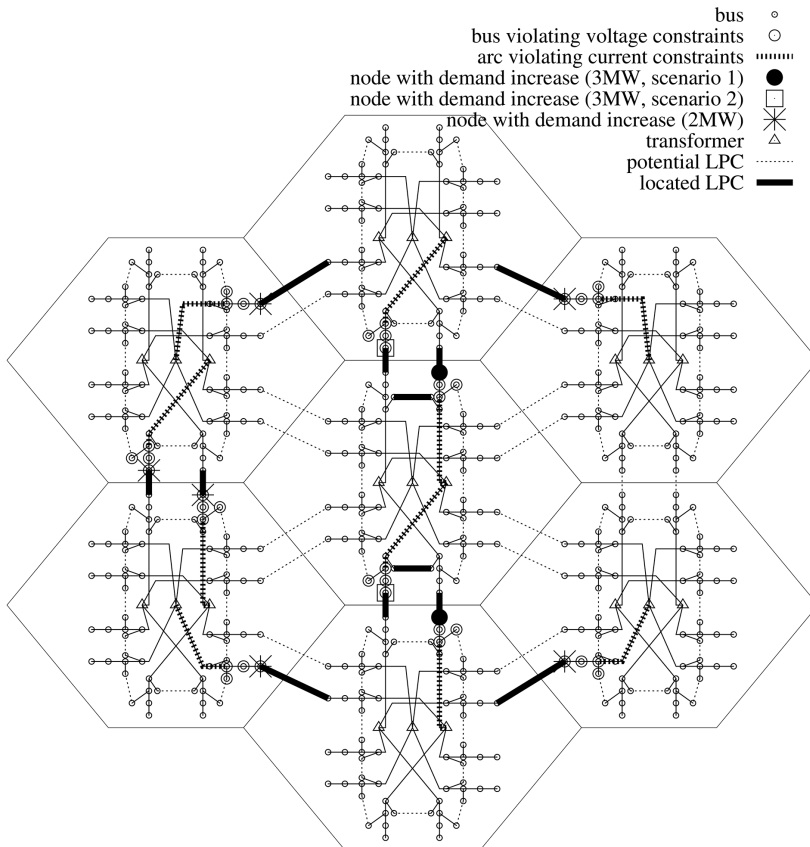 bus
bus violating voltage constraints
arc violating current constraints
node with demand increase (3MW, scenario 1)
node with demand increase (3MW, scenario 2)
node with demand increase (2MW)
transformer
potential LPC
located LPC